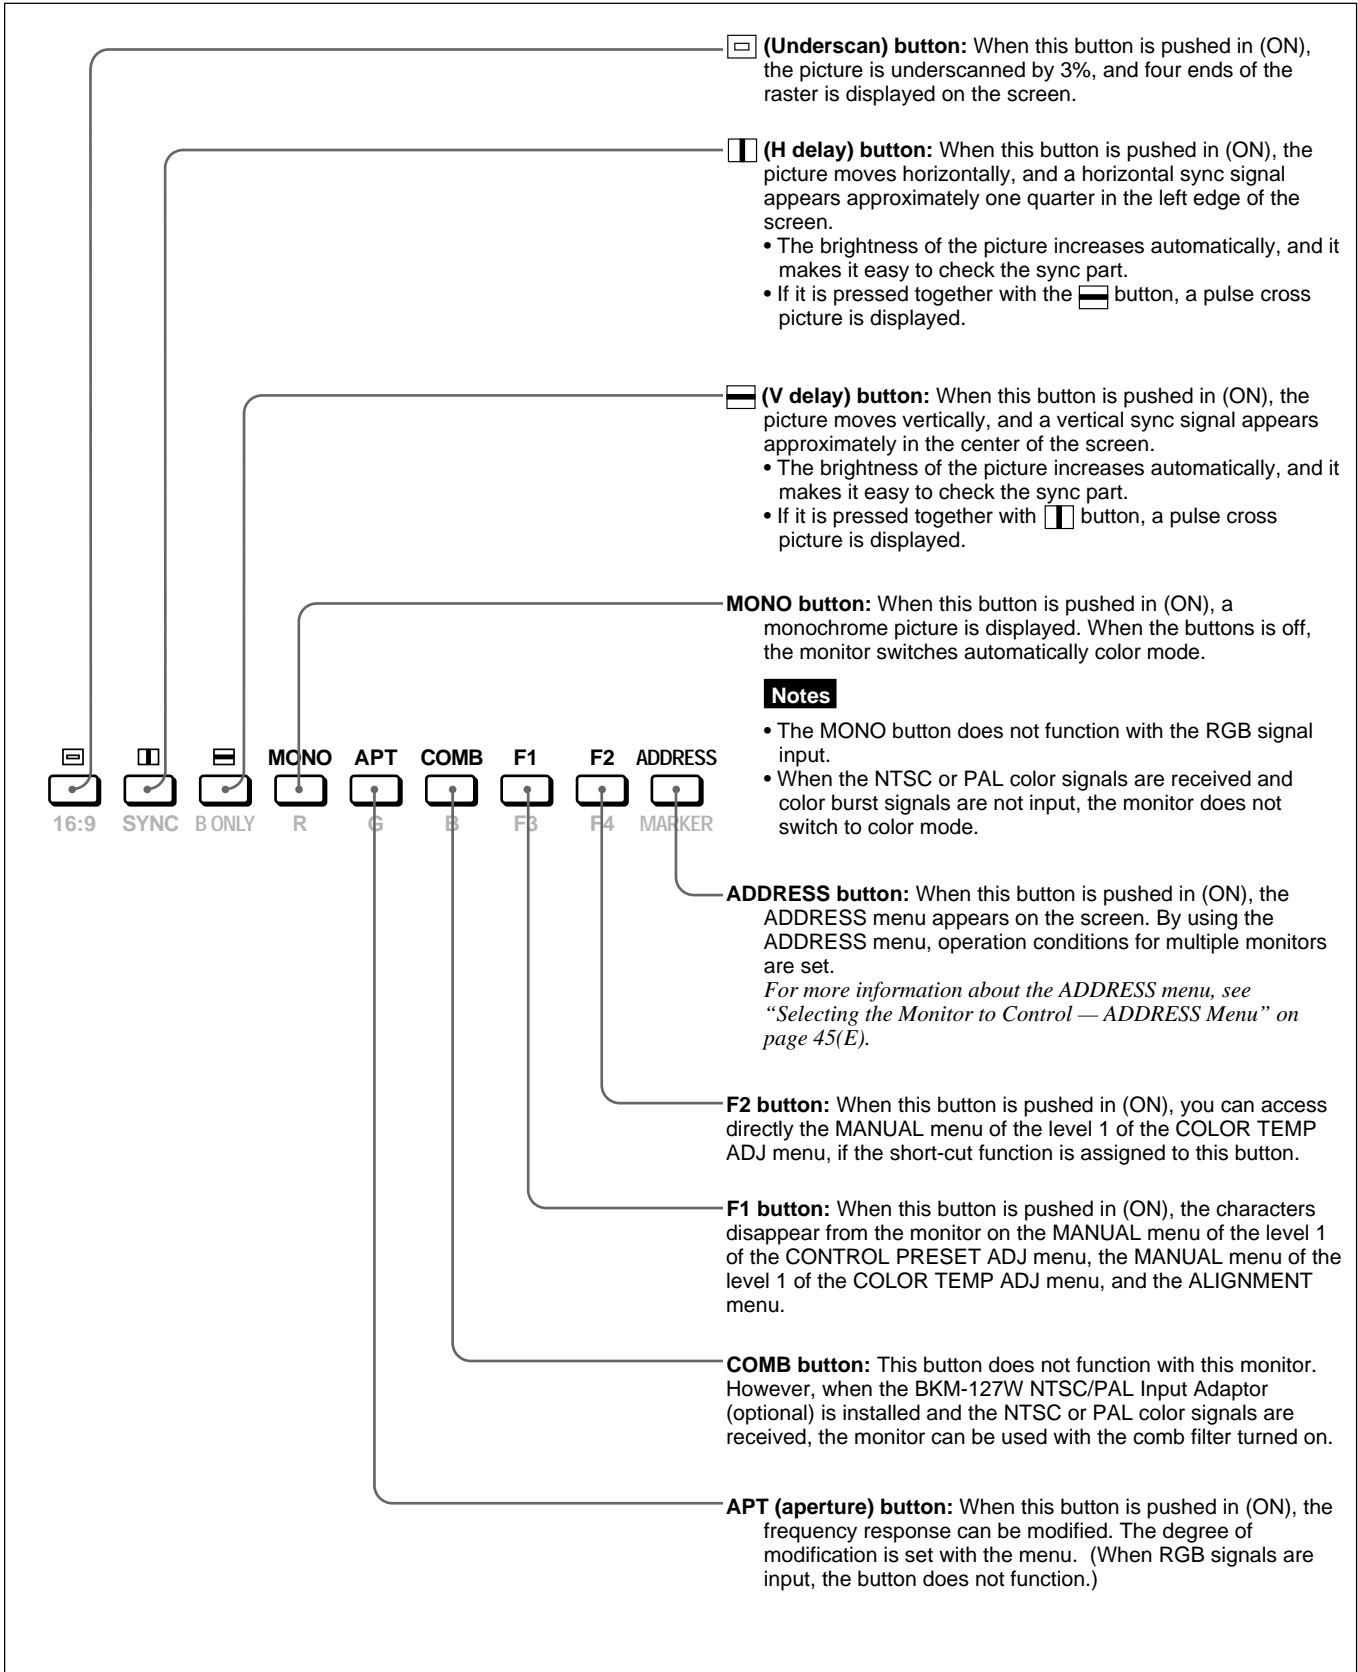 (Underscan) button: When this button is pushed in (ON),
the picture is underscanned by 3%, and four ends of the
raster is displayed on the screen.
(H delay) button: When this button is pushed in (ON), the
picture moves horizontally, and a horizontal sync signal
appears approximately one quarter in the left edge of the
screen.
• The brightness of the picture increases automatically, and it
makes it easy to check the sync part.
• If it is pressed together with the button, a pulse cross
picture is displayed.
(V delay) button: When this button is pushed in (ON), the
picture moves vertically, and a vertical sync signal appears
approximately in the center of the screen.
• The brightness of the picture increases automatically, and it
makes it easy to check the sync part.
• If it is pressed together with button, a pulse cross
picture is displayed.
MONO button: When this button is pushed in (ON), a
monochrome picture is displayed. When the buttons is off,
the monitor switches automatically color mode.
Notes
• The MONO button does not function with the RGB signal
input.
• When the NTSC or PAL color signals are received and
color burst signals are not input, the monitor does not
switch to color mode.
MONO APT COMB F1 F2 ADDRESS
16:9 SYNC B ONLY R G B F3 F4 MARKER
ADDRESS button: When this button is pushed in (ON), the
ADDRESS menu appears on the screen. By using the
ADDRESS menu, operation conditions for multiple monitors
are set.
For more information about the ADDRESS menu, see
“Selecting the Monitor to Control — ADDRESS Menu” on
page 45(E).
F2 button: When this button is pushed in (ON), you can access
directly the MANUAL menu of the level 1 of the COLOR TEMP
ADJ menu, if the short-cut function is assigned to this button.
F1 button: When this button is pushed in (ON), the characters
disappear from the monitor on the MANUAL menu of the level 1
of the CONTROL PRESET ADJ menu, the MANUAL menu of the
level 1 of the COLOR TEMP ADJ menu, and the ALIGNMENT
menu.
COMB button: This button does not function with this monitor.
However, when the BKM-127W NTSC/PAL Input Adaptor
(optional) is installed and the NTSC or PAL color signals are
received, the monitor can be used with the comb filter turned on.
APT (aperture) button: When this button is pushed in (ON), the
frequency response can be modified. The degree of
modification is set with the menu. (When RGB signals are
input, the button does not function.)